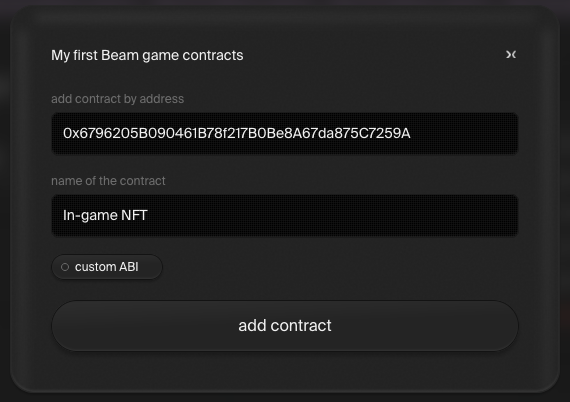 My first Beam game contracts
add contract by address
0x6796205B090461B78f217B0Be8A67da875C7259A
name of the contract
In-game NFT
custom ABI
add contract